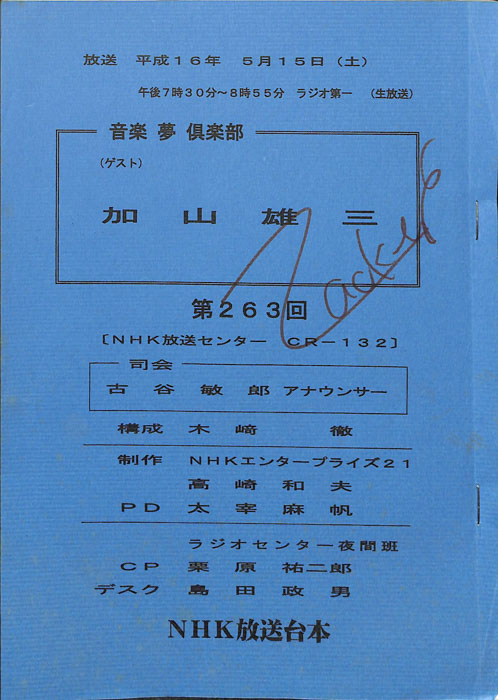 放送 平成16年 5月15日（土）
午後7時30分～8時55分 ラジオ第一 （生放送）
音楽 夢 倶楽部
（ゲスト）
加山雄三
第263回
［NHK放送センター CR－132］
司会
古谷敏郎 アナウンサー
構成 木﨑徹
制作 NHKエンタープライズ21
高崎和夫
PD 太宰麻帆
ラジオセンター夜間班
CP 栗原祐二郎
デスク 島田政男
NHK放送台本